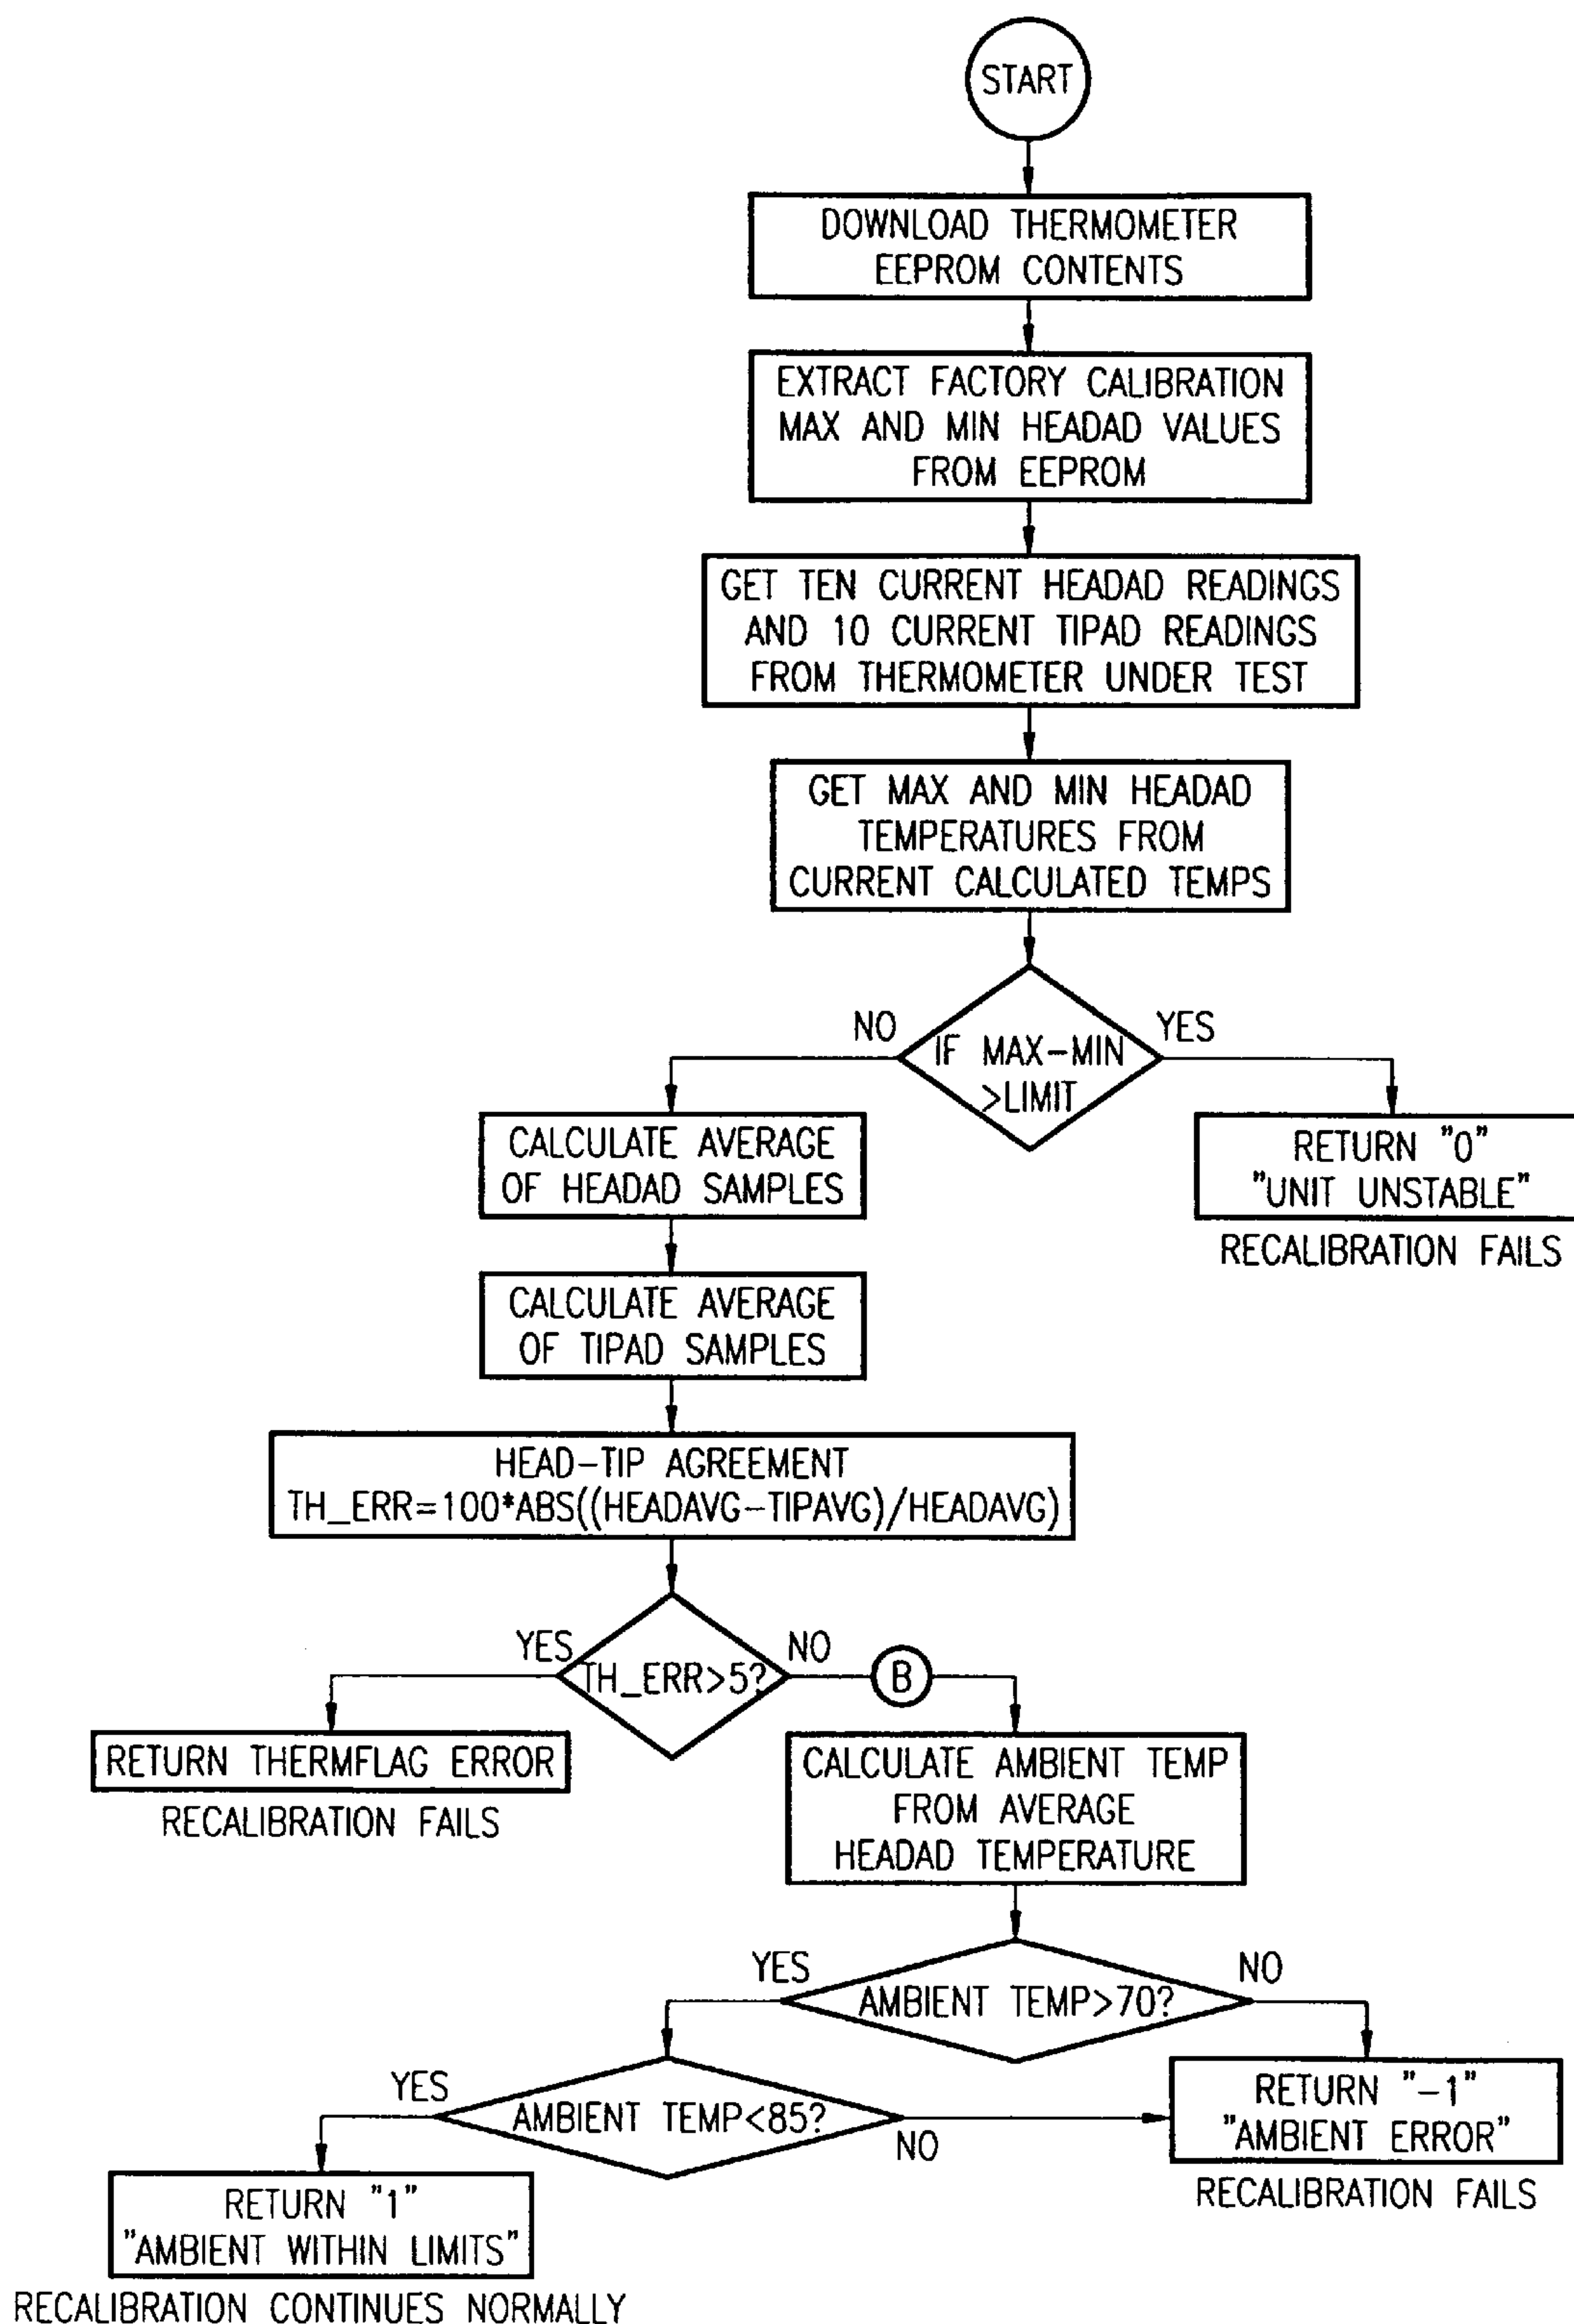 START
DOWNLOAD THERMOMETER
EEPROM CONTENTS
EXTRACT FACTORY CALIBRATION
MAX AND MIN HEADAD VALUES
FROM EEPROM
GET TEN CURRENT HEADAD READINGS
AND 10 CURRENT TIPAD READINGS
FROM THERMOMETER UNDER TEST
GET MAX AND MIN HEADAD
TEMPERATURES FROM
CURRENT CALCULATED TEMPS
NO
YES
IF MAX-MIN
>LIMIT
CALCULATE AVERAGE
OF HEADAD SAMPLES
RETURN "0"
"UNIT UNSTABLE"
RECALIBRATION FAILS
CALCULATE AVERAGE
OF TIPAD SAMPLES
HEAD-TIP AGREEMENT
TH_ERR=100*ABS((HEADAVG-TIPAVG)/HEADAVG)
YES
NO
TH_ERR>5?
B
RETURN THERMFLAG ERROR
RECALIBRATION FAILS
CALCULATE AMBIENT TEMP
FROM AVERAGE
HEADAD TEMPERATURE
YES
NO
AMBIENT TEMP>70?
YES
AMBIENT TEMP<85?
NO
RETURN "-1"
"AMBIENT ERROR"
RECALIBRATION FAILS
RETURN "1"
"AMBIENT WITHIN LIMITS"
RECALIBRATION CONTINUES NORMALLY